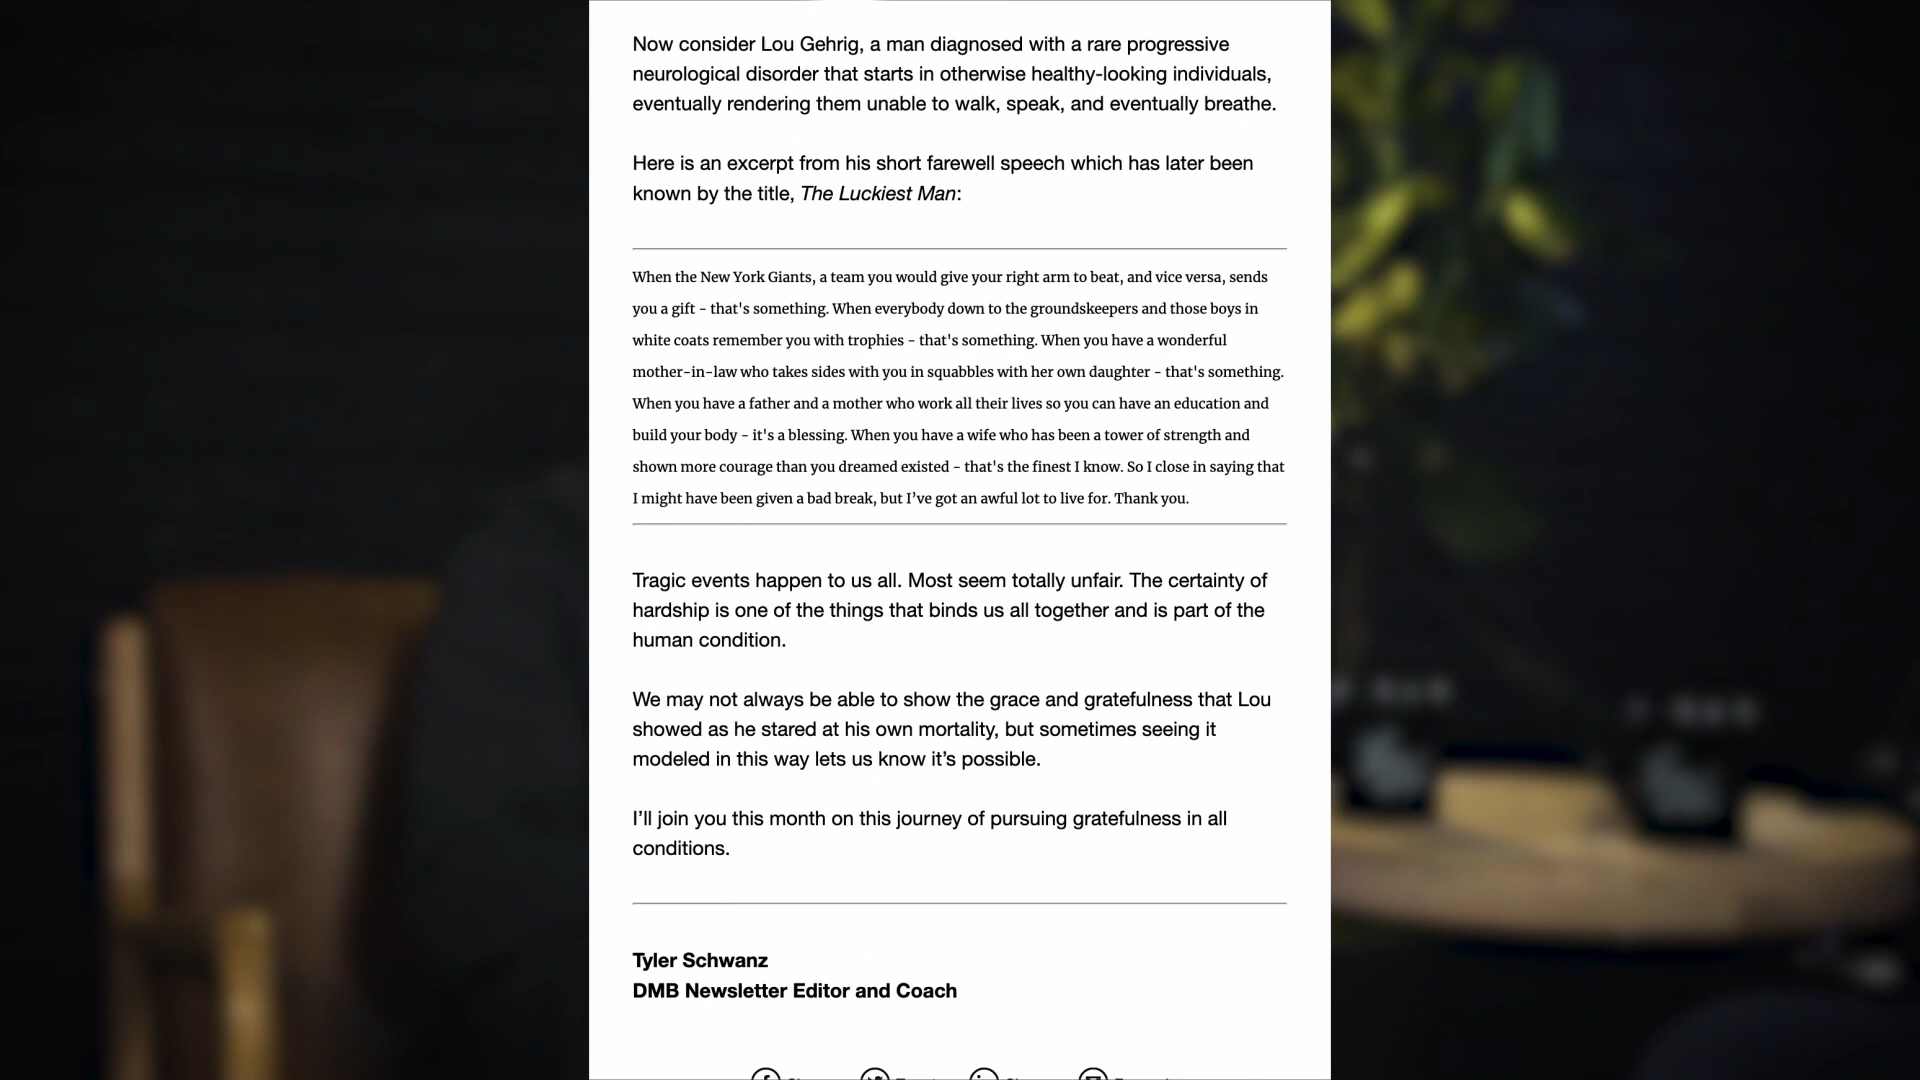 Now consider Lou Gehrig, a man diagnosed with a rare progressive
neurological disorder that starts in otherwise healthy-looking individuals,
eventually rendering them unable to walk, speak, and eventually breathe.
Here is an excerpt from his short farewell speech which has later been
known by the title, The Luckiest Man:
When the New York Giants, a team you would give your right arm to beat, and vice versa, sends
you a gift - that's something. When everybody down to the groundskeepers and those boys in
white coats remember you with trophies - that's something. When you have a wonderful
mother-in-law who takes sides with you in squabbles with her own daughter - that's something.
When you have a father and a mother who work all their lives so you can have an education and
build your body - it's a blessing. When you have a wife who has been a tower of strength and
shown more courage than you dreamed existed - that's the finest I know. So I close in saying that
I might have been given a bad break, but I’ve got an awful lot to live for. Thank you.
Tragic events happen to us all. Most seem totally unfair. The certainty of
hardship is one of the things that binds us all together and is part of the
human condition.
We may not always be able to show the grace and gratefulness that Lou
showed as he stared at his own mortality, but sometimes seeing it
modeled in this way lets us know it’s possible.
I’ll join you this month on this journey of pursuing gratefulness in all
conditions.
Tyler Schwanz
DMB Newsletter Editor and Coach